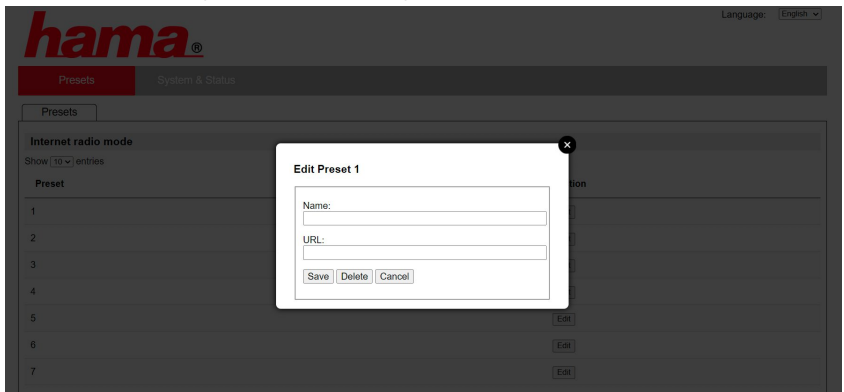 Language: English
hama®
Presets System & Status
Presets
Internet radio mode
Show 10 entries
Preset
Edit Preset 1
Name:
URL:
Save Delete Cancel
1
2
3
4
5 Edit
6 Edit
7 Edit